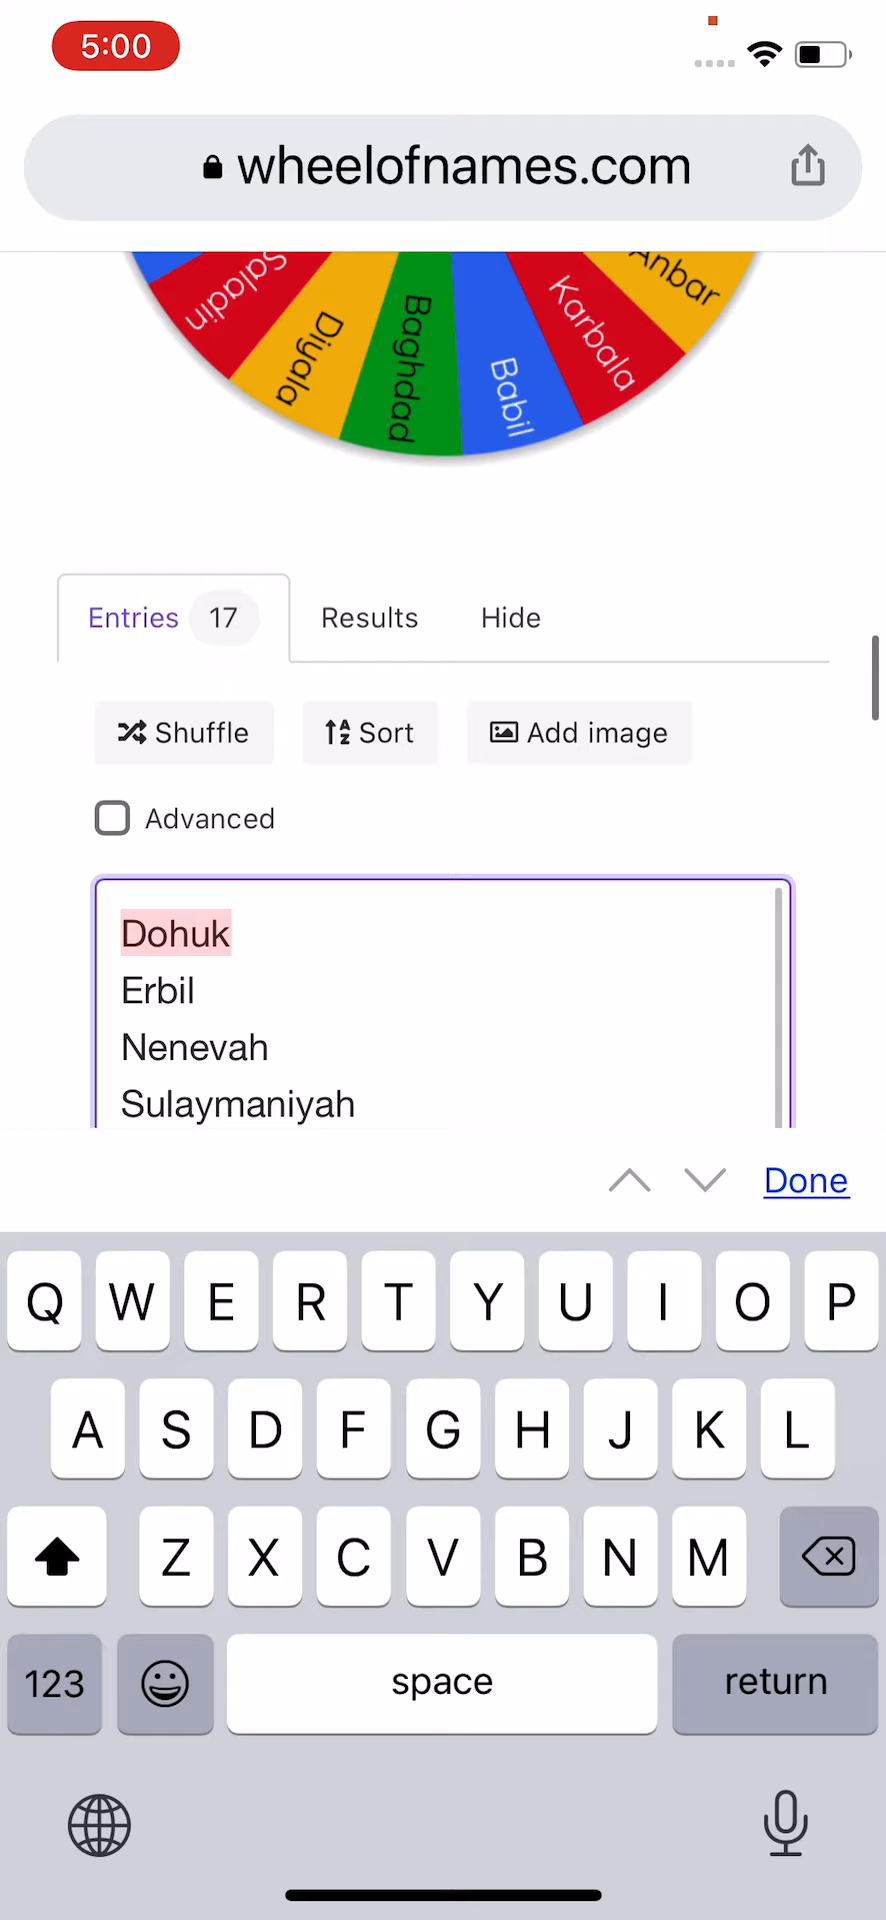 5:00
wheelofnames.com
Saladin
Diyala
Baghdad
Babil
Karbala
Anbar
Entries 17 Results Hide
Shuffle Sort Add image
Advanced
Dohuk
Erbil
Nenevah
Sulaymaniyah
Done
Q W E R T Y U I O P
A S D F G H J K L
Z X C V B N M
123 space return